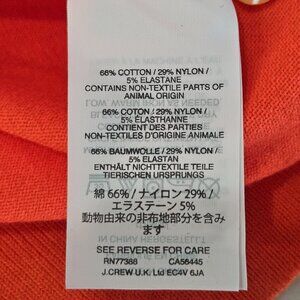 66% COTTON / 29% NYLON /
5% ELASTANE
CONTAINS NON-TEXTILE PARTS OF
ANIMAL ORIGIN
66% COTON / 29% NYLON /
5% ÉLASTHANNE
CONTIENT DES PARTIES
NON-TEXTILES D'ORIGINE ANIMALE
66% BAUMWOLLE / 29% NYLON /
5% ELASTAN
ENTHÄLT NICHTTEXTILE TEILE
TIERISCHEN URSPRUNGS
綿 66% / ナイロン 29% /
エラステーン 5%
動物由来の非布地部分を含み
ます
SEE REVERSE FOR CARE
RN77388 CA56445
J.CREW U.K. Ltd EC4V 6JA